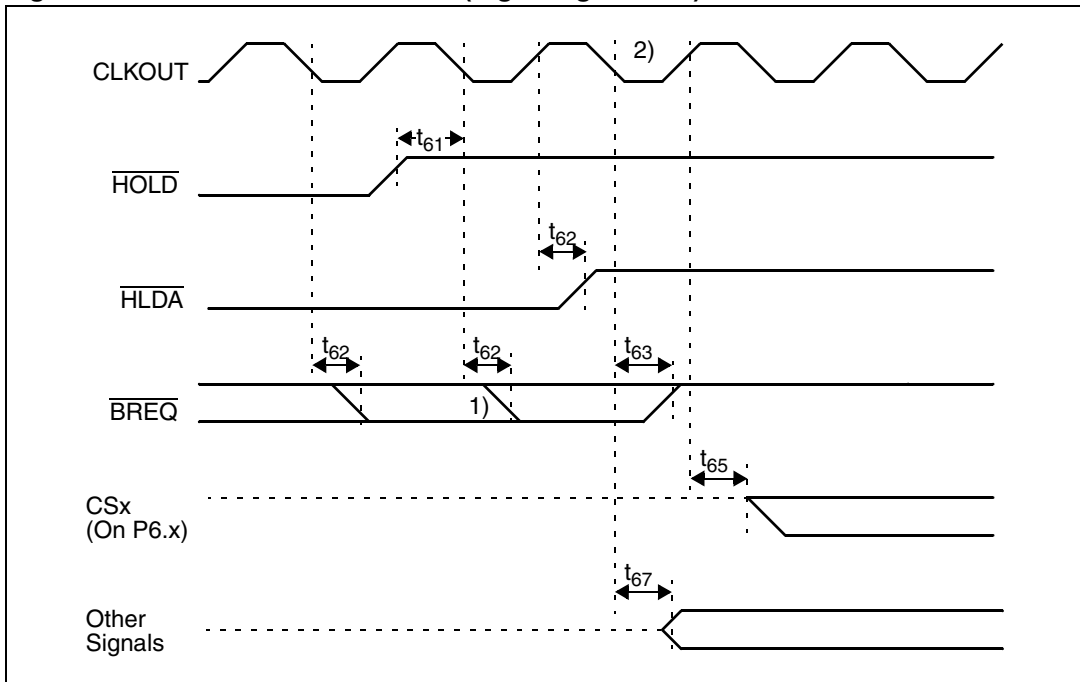 2)
CLKOUT
t61
HOLD
t62
HLDA
t62
t62
t63
BREQ
1)
t65
CSx
(On P6.x)
t67
Other
Signals